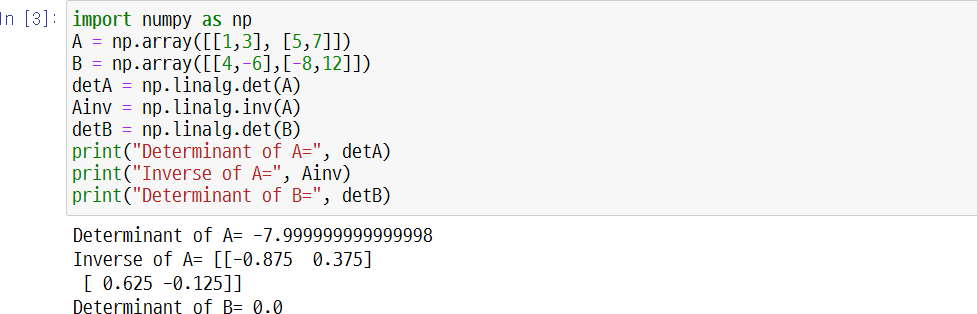 In [3]:
import numpy as np
A = np.array([[1,3], [5,7]])
B = np.array([[4,-6],[-8,12]])
detA = np.linalg.det(A)
Ainv = np.linalg.inv(A)
detB = np.linalg.det(B)
print("Determinant of A=", detA)
print("Inverse of A=", Ainv)
print("Determinant of B=", detB)
Determinant of A= -7.999999999999998
Inverse of A= [[-0.875  0.375]
 [ 0.625 -0.125]]
Determinant of B= 0.0